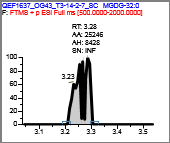 QEF1637_OG43_T3-14-2-7_SC MGDG-32:0
F: FTMS + p ESI Full ms [500.0000-2000.0000]
RT: 3.28
AA: 25246
AH: 8428
SN: INF
3.23
100
80
60
40
20
0
3.1 3.2 3.3 3.4 3.5